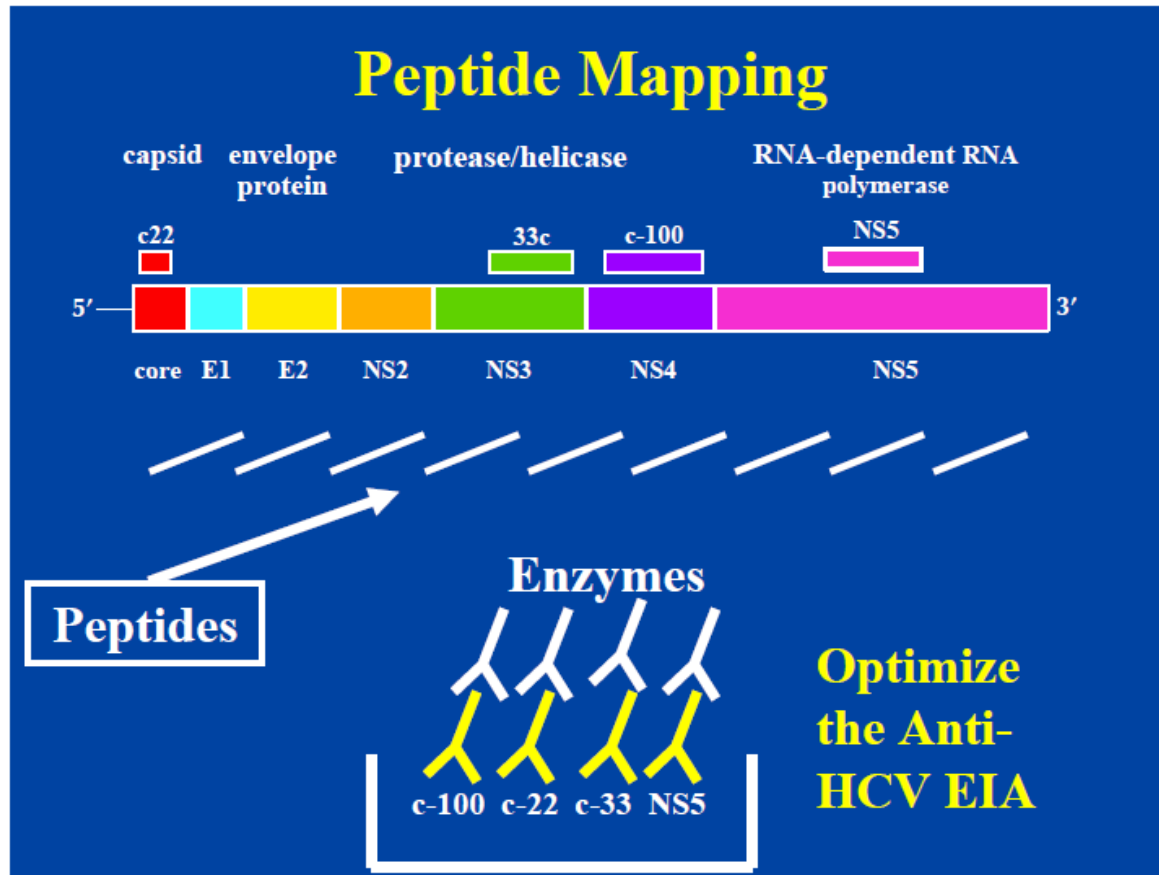 Peptide Mapping
capsid envelope protease/helicase RNA-dependent RNA
protein polymerase
c22 33c c-100 NS5
5′ 3′
core E1 E2 NS2 NS3 NS4 NS5
Peptides
Enzymes
c-100 c-22 c-33 NS5
Optimize
the Anti-
HCV EIA